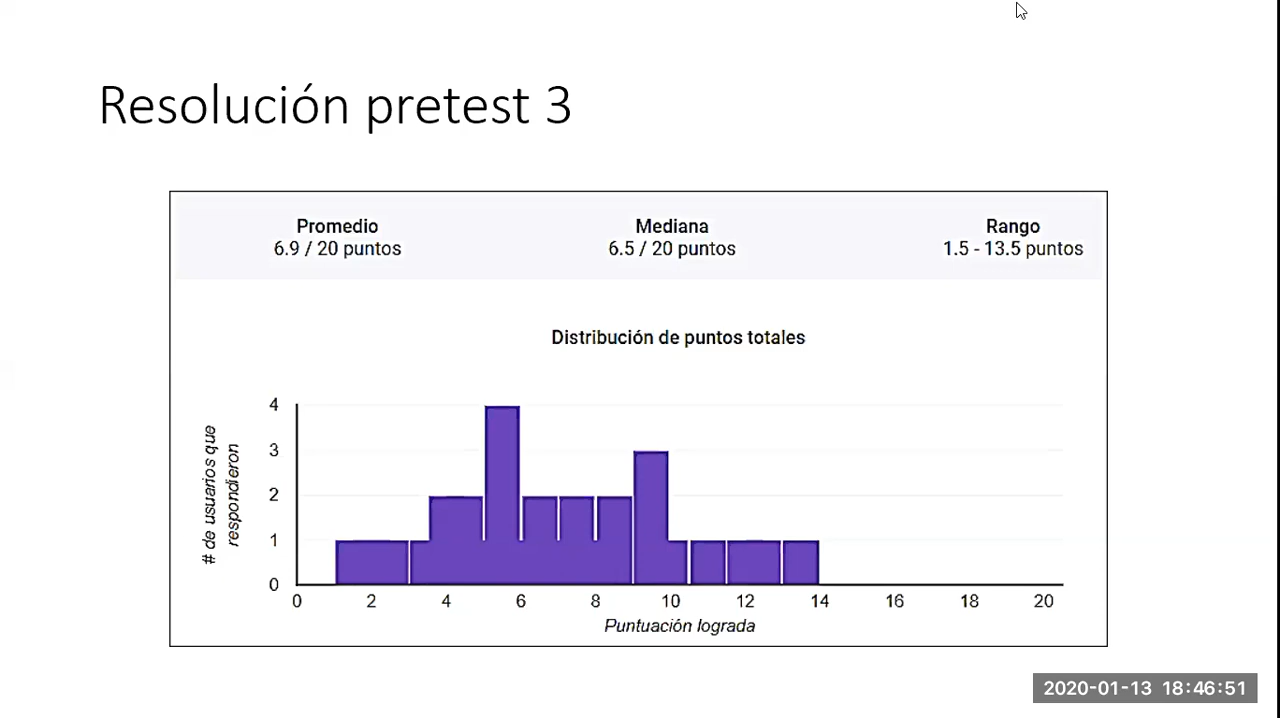 Resolución pretest 3
Promedio
6.9 / 20 puntos
Mediana
6.5 / 20 puntos
Rango
1.5 - 13.5 puntos
Distribución de puntos totales
# de usuarios que
respondieron
4
3
2
1
0
0 2 4 6 8 10 12 14 16 18 20
Puntuación lograda
2020-01-13 18:46:51